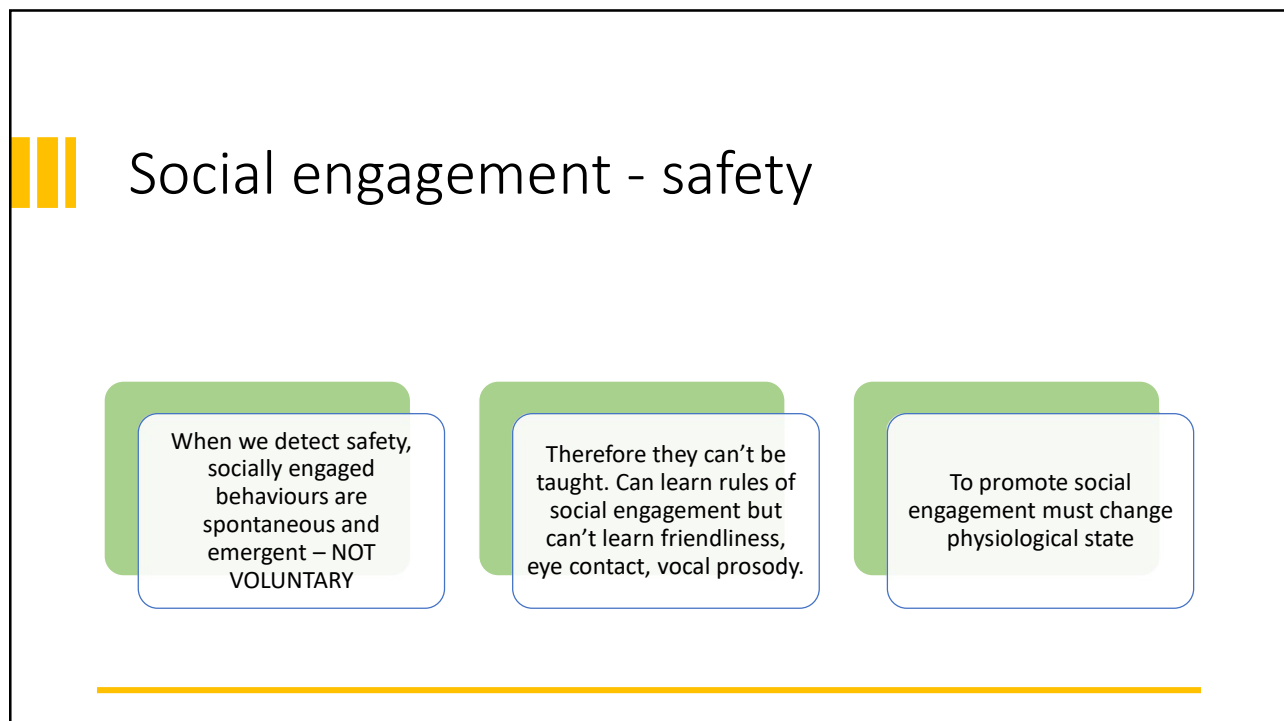 Social engagement - safety
When we detect safety,
socially engaged
behaviours are
spontaneous and
emergent – NOT
VOLUNTARY
Therefore they can’t be
taught. Can learn rules of
social engagement but
can’t learn friendliness,
eye contact, vocal prosody.
To promote social
engagement must change
physiological state